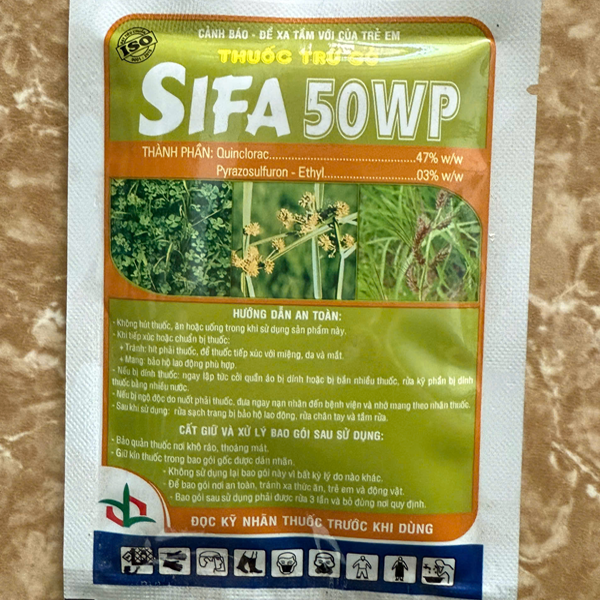 CẢNH BÁO - ĐỂ XA TẦM VỚI CỦA TRẺ EM
ISO
THUỐC TRỪ CỎ
SIFA 50WP
THÀNH PHẦN: Quinclorac....................................47% w/w
Pyrazosulfuron - Ethyl.......................03% w/w
HƯỚNG DẪN AN TOÀN:
- Không hút thuốc, ăn hoặc uống trong khi sử dụng sản phẩm này.
- Khi tiếp xúc hoặc chuẩn bị thuốc:
+ Tránh: hít phải thuốc, để thuốc tiếp xúc với miệng, da và mắt.
+ Mang: bảo hộ lao động phù hợp.
- Nếu bị dính thuốc: ngay lập tức cởi quần áo bị dính hoặc bị bắn nhiều thuốc, rửa kỹ phần bị dính
thuốc bằng nhiều nước.
- Nếu bị ngộ độc do nuốt phải thuốc, đưa ngay nạn nhân đến bệnh viện và nhớ mang theo nhãn thuốc.
- Sau khi sử dụng: rửa sạch trang bị bảo hộ lao động, rửa chân tay và tắm rửa.
CẤT GIỮ VÀ XỬ LÝ BAO GÓI SAU SỬ DỤNG:
- Bảo quản thuốc nơi khô ráo, thoáng mát.
- Giữ kín thuốc trong bao gói gốc được dán nhãn.
- Không sử dụng lại bao gói này vì bất kỳ lý do nào khác.
- Để bao gói nơi an toàn, tránh xa thức ăn, trẻ em và động vật.
- Bao gói sau sử dụng phải được rửa 3 lần và bỏ đúng nơi quy định.
ĐỌC KỸ NHÃN THUỐC TRƯỚC KHI DÙNG